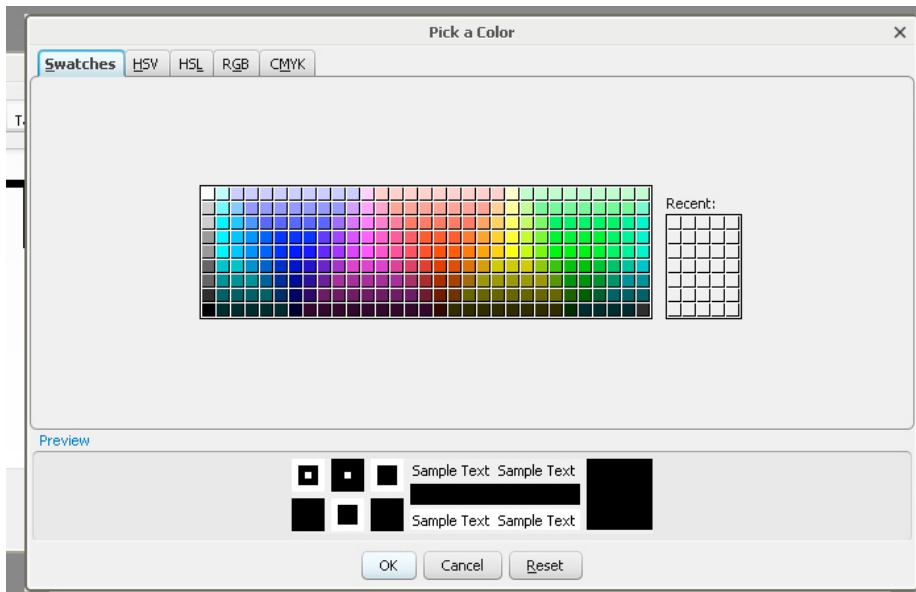 Pick a Color
Swatches HSV HSL RGB CMYK
Recent:
Preview
Sample Text Sample Text
Sample Text Sample Text
OK Cancel Reset